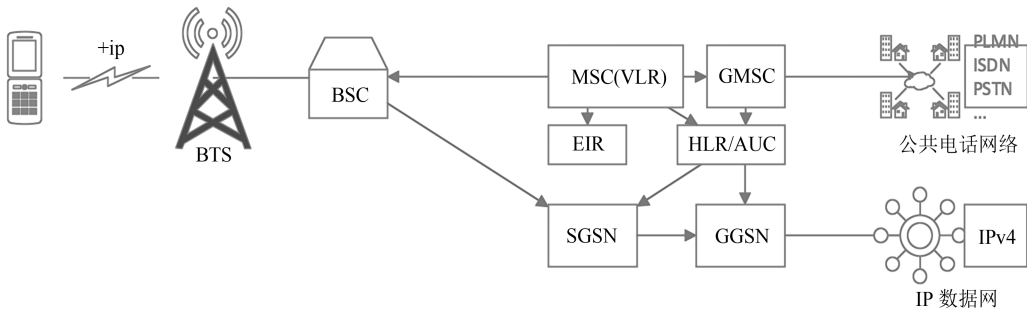 +ip
BTS
BSC
MSC(VLR)
GMSC
EIR
HLR/AUC
SGSN
GGSN
PLMN
ISDN
PSTN
...
公共电话网络
IPv4
IP 数据网